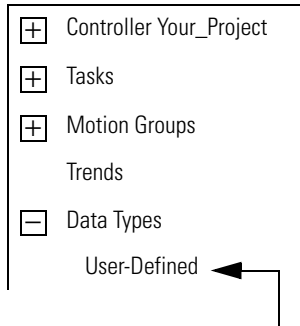 Controller Your_Project
Tasks
Motion Groups
Trends
Data Types
User-Defined